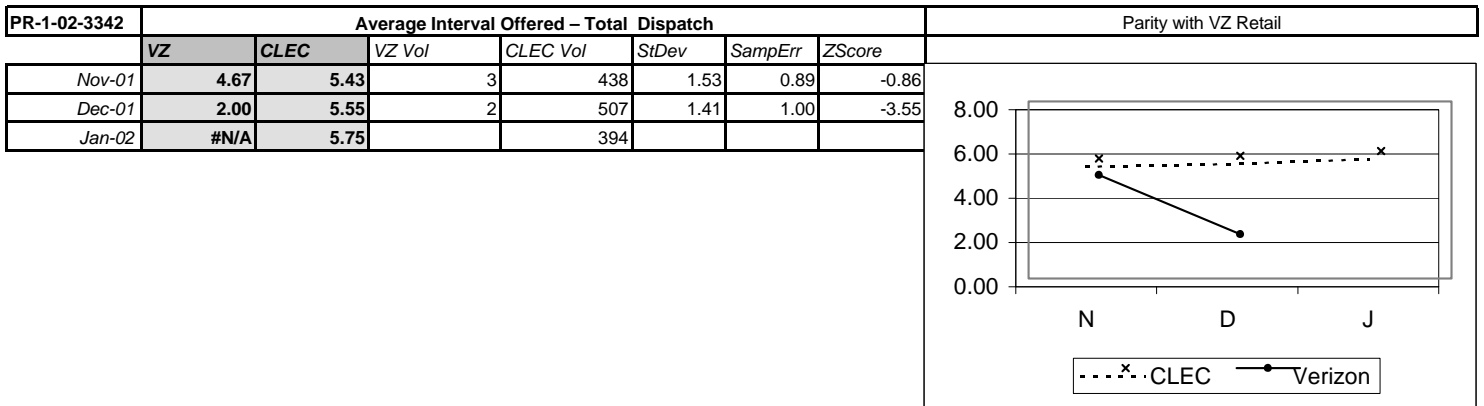 PR-1-02-3342 Average Interval Offered – Total Dispatch Parity with VZ Retail
VZ CLEC VZ Vol CLEC Vol StDev SampErr ZScore
Nov-01 4.67 5.43 3 438 1.53 0.89 -0.86
Dec-01 2.00 5.55 2 507 1.41 1.00 -3.55
Jan-02 #N/A 5.75 394
8.00
6.00
4.00
2.00
0.00
N D J
CLEC Verizon